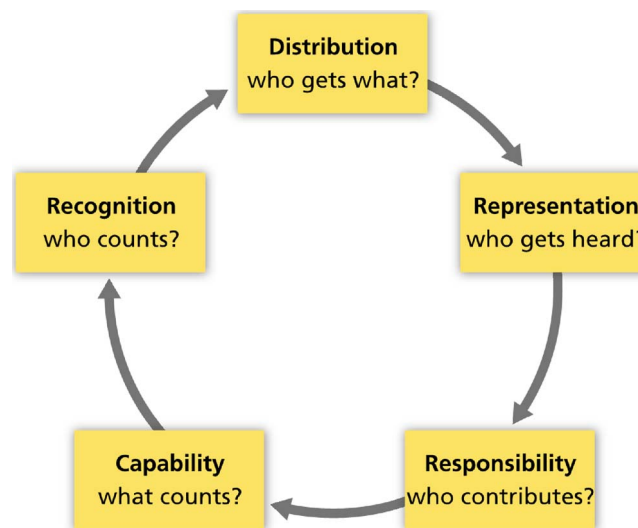 Distribution
who gets what?
Representation
who gets heard?
Responsibility
who contributes?
Capability
what counts?
Recognition
who counts?